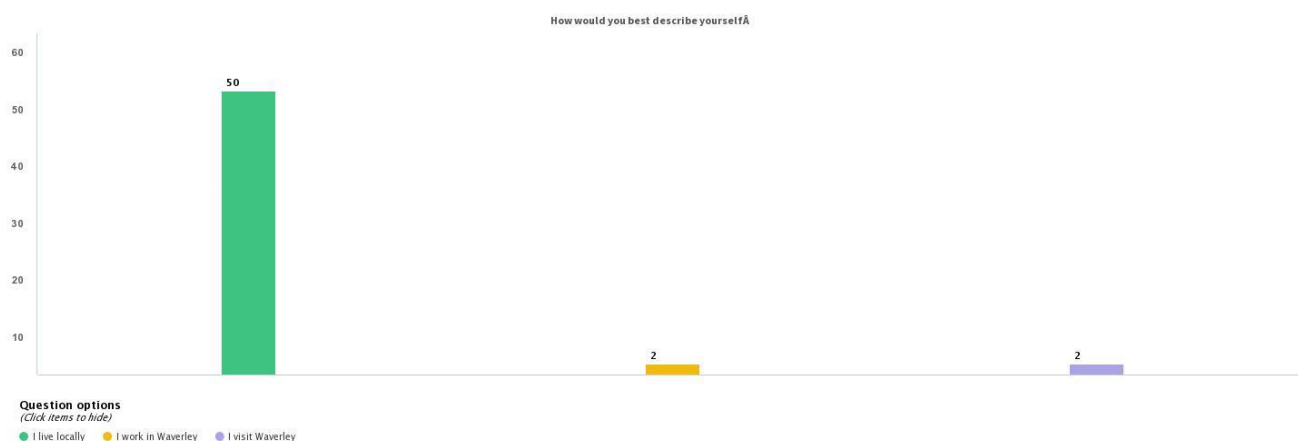 How would you best describe yourselfÂ
60
50
50
40
30
20
10
2
2
Question options
(Click items to hide)
I live locally
I work in Waverley
I visit Waverley